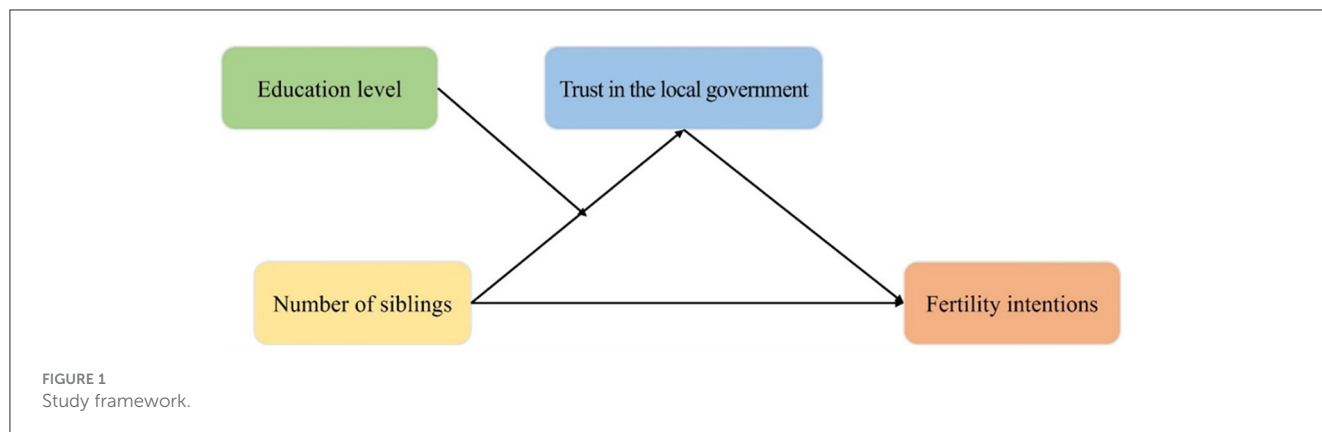 Education level
Trust in the local government
Number of siblings
Fertility intentions
FIGURE 1
Study framework.